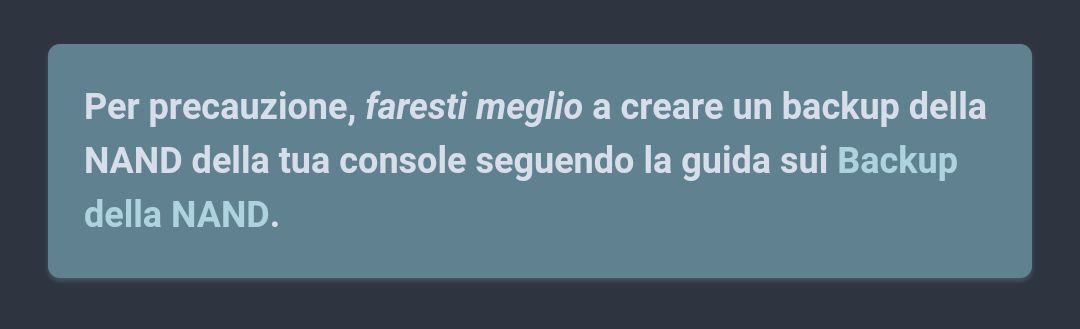 Per precauzione, faresti meglio a creare un backup della
NAND della tua console seguendo la guida sui Backup
della NAND.